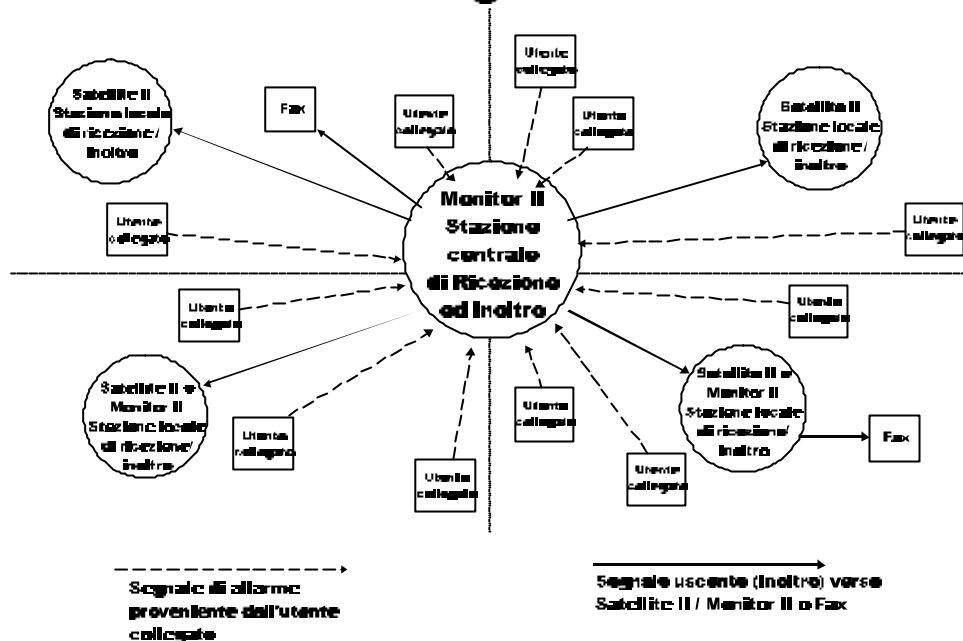 Utente
collegato
Satellite II
Stazione locale
di ricezione /
Inoltro
Fax
Utente
collegato
Utente
collegato
Satellite II
Stazione locale
di ricezione /
inoltro
Monitor II
Stazione
centrale
di Ricezione
ed Inoltro
Utente
collegato
Utente
collegato
Utente
collegato
Utente
collegato
Satellite II o
Monitor II
Stazione locale
di ricezione/
inoltro
Utente
collegato
Utente
collegato
Utente
collegato
Utente
collegato
Satellite II o
Monitor II
Stazione locale
di ricezione/
Inoltro
Fax
Segnale di allarme
proveniente dall'utente
collegato
Segnale uscente (Inoltro) verso
Satellite II / Monitor II o Fax